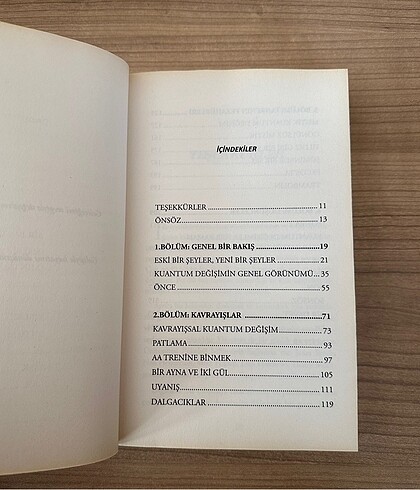 İÇİNDEKİLER
TEŞEKKÜRLER 11
ÖNSÖZ 13
1.BÖLÜM: GENEL BİR BAKIŞ 19
ESKİ BİR ŞEYLER, YENİ BİR ŞEYLER 21
KUANTUM DEĞİŞİMİN GENEL GÖRÜNÜMÜ 35
ÖNCE 55
2.BÖLÜM: KAVRAYIŞLAR 71
KAVRAYIŞSAL KUANTUM DEĞİŞİM 73
PATLAMA 93
AA TRENİNE BİNMEK 97
BİR AYNA VE İKİ GÜL 105
UYANIŞ 111
DALGACIKLAR 119